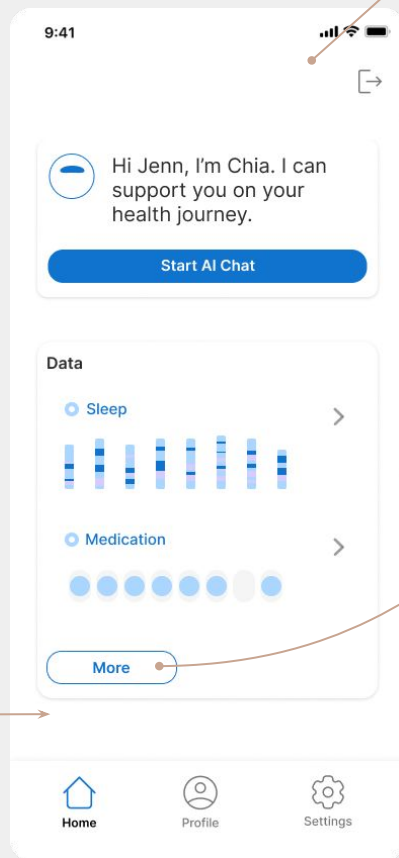 9:41
Hi Jenn, I'm Chia. I can
support you on your
health journey.
Start AI Chat
Data
Sleep
Medication
More
Home
Profile
Settings